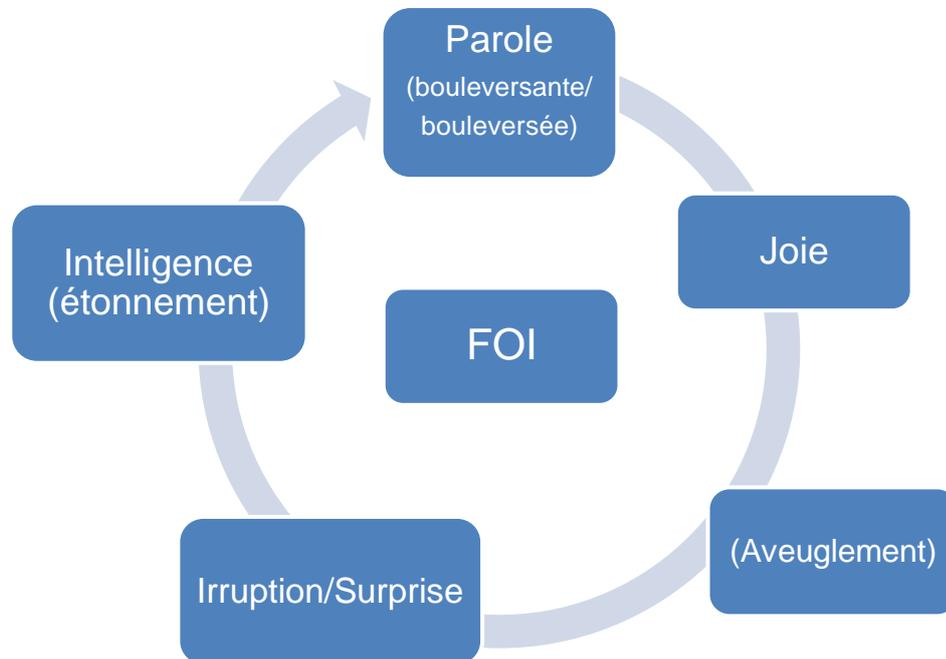 Parole
(bouleversante/
bouleversée)
Joie
Intelligence
(étonnement)
FOI
(Aveuglement)
Irruption/Surprise